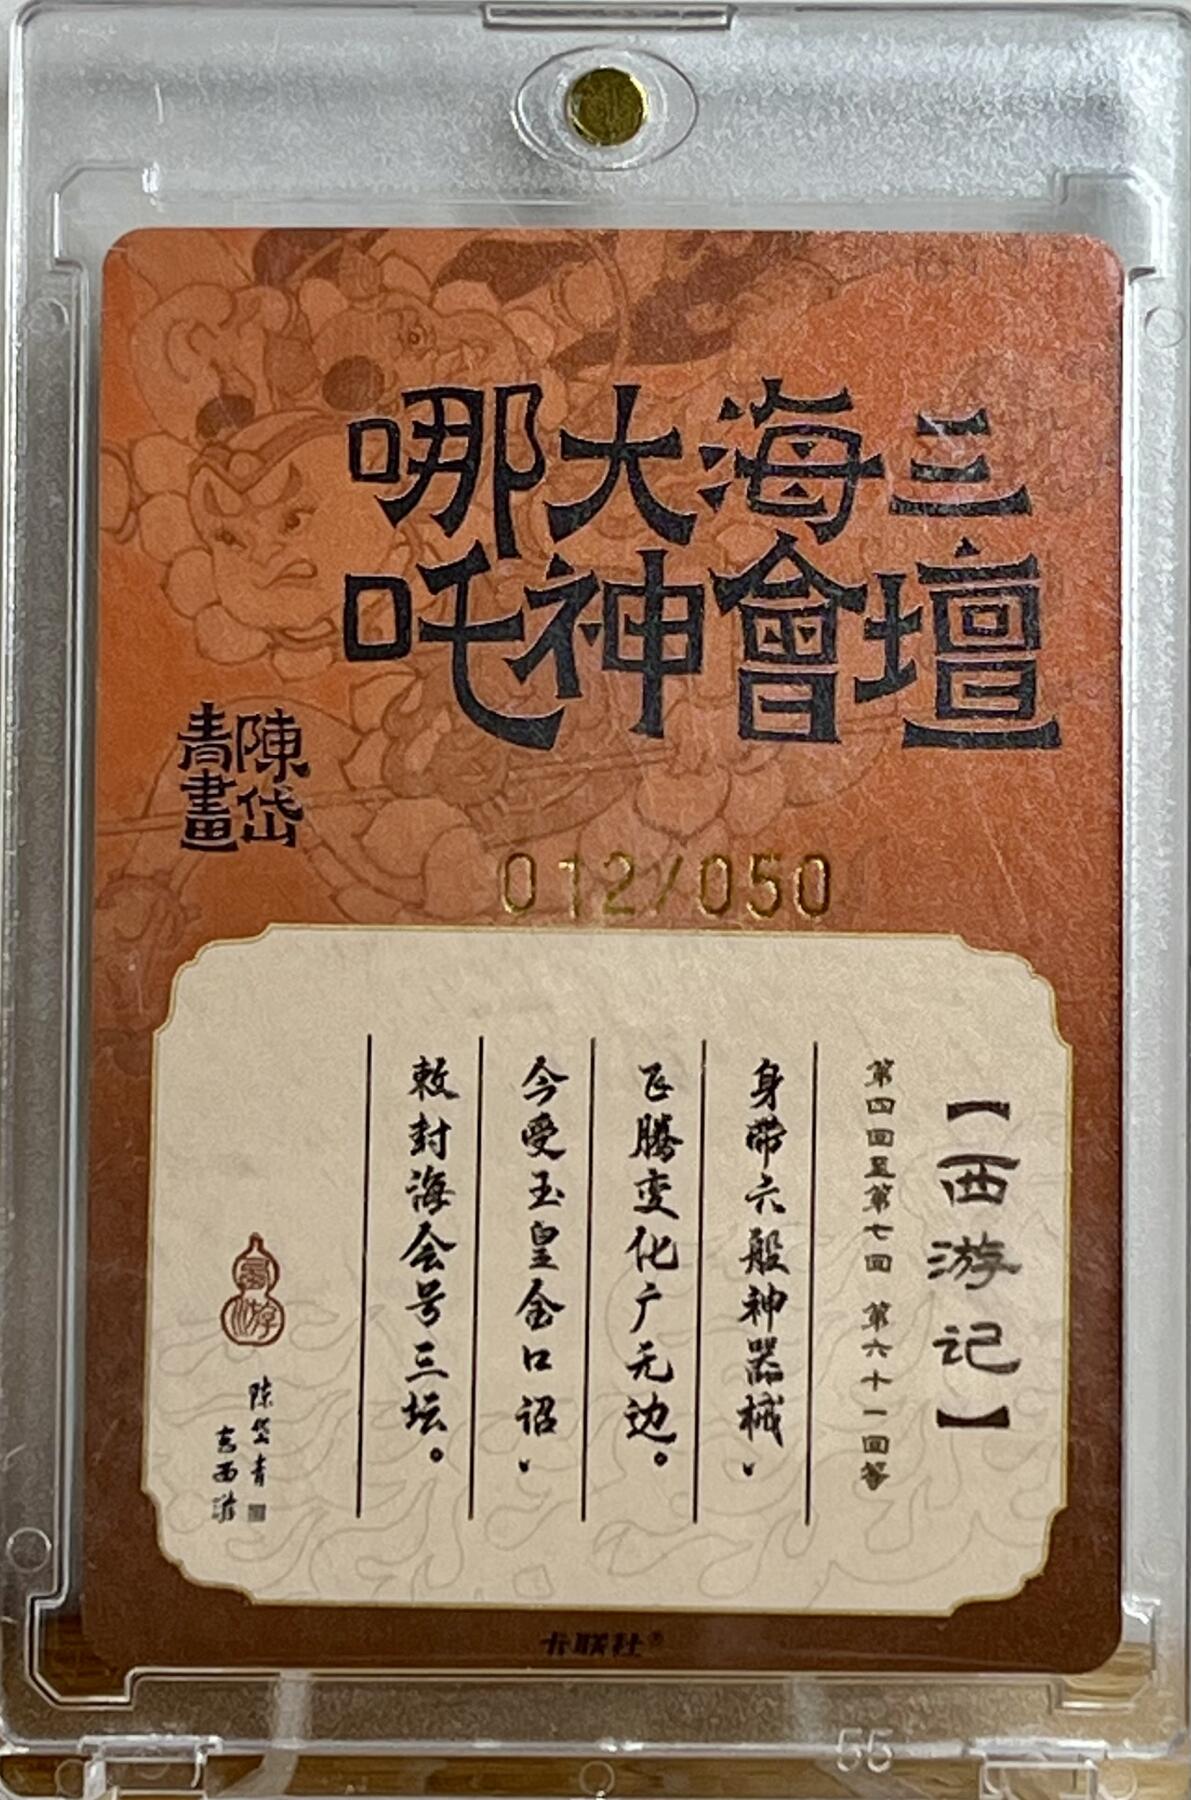 三壇
海會
大神
哪吒
陳岱
青畫
012/050
【西游记】
第四回至第七回 第六十一回等
身带六般神器械，
飞腾变化广无边。
今受玉皇金口诏，
敕封海会号三坛。
陈岱青
玄西游
卡联社®
55